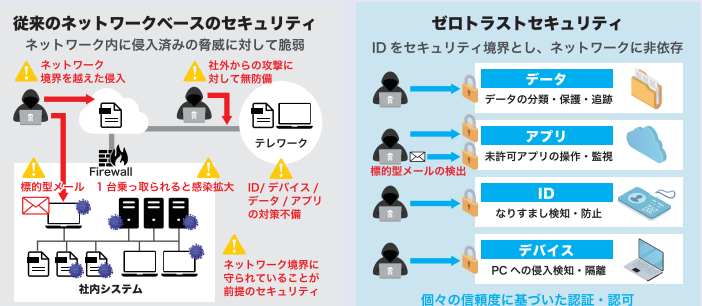 従来のネットワークベースのセキュリティ
ネットワーク内に侵入済みの脅威に対して脆弱
ネットワーク
境界を越えた侵入
社外からの攻撃に
対して無防備
テレワーク
Firewall
標的型メール
1台乗っ取られると感染拡大
ID/ デバイス /
データ / アプリ
の対策不備
社内システム
ネットワーク境界に
守られていることが
前提のセキュリティ
ゼロトラストセキュリティ
ID をセキュリティ境界とし、ネットワークに非依存
データ
データの分類・保護・追跡
アプリ
未許可アプリの操作・監視
標的型メールの検出
ID
なりすまし検知・防止
デバイス
PC への侵入検知・隔離
個々の信頼度に基づいた認証・認可